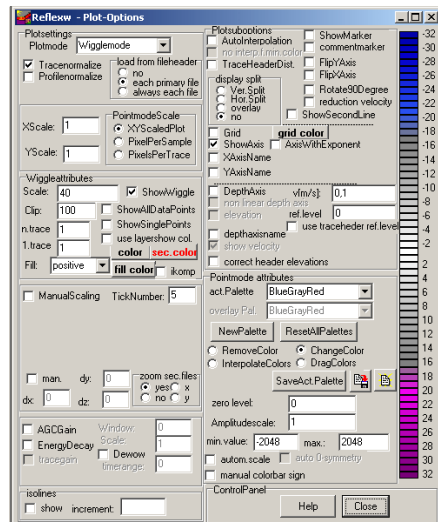 Reflexw - Plot-Options
Plotsettings
Plotmode Wigglemode
Tracenormalize
Profilenormalize
load from fileheader
no
each primary file
always each file
XScale: 1
YScale: 1
PointmodeScale
XYScaledPlot
PixelPerSample
PixelsPerTrace
Wiggleattributes
Scale: 40 ShowWiggle
Clip: 100 ShowAllDataPoints
n.trace 1 ShowSinglePoints
1.trace 1 use layershow col.
color sec.color
Fill: positive fill color ikomp
ManualScaling TickNumber: 5
man. dy: 0
dx: 0 dz: 0
zoom sec.files
yes x
no y
AGCGain Window: 0
EnergyDecay Scale: 1
tracegain Dewow
timerange: 0
isolines
show increment:
Plotsuboptions
AutoInterpolation
no interp f.min.color
TraceHeaderDist.
ShowMarker
commentmarker
FlipYAxis
FlipXAxis
Rotate90Degree
reduction velocity
display split
Ver.Split
Hor.Split
overlay
no
ShowSecondLine
Grid grid color
ShowAxis AxisWithExponent
XAxisName
YAxisName
DepthAxis v[m/s]: 0,1
non linear depth axis
elevation ref.level 0
use traceheder ref.level
depthaxisname
show velocity
correct header elevations
Pointmode attributes
act.Palette BlueGrayRed
overlay Pal. BlueGrayRed
NewPalette ResetAllPalettes
RemoveColor ChangeColor
InterpolateColors DragColors
SaveAct.Palette
zero level: 0
Amplitudescale: 1
min.value: -2048 max.: 2048
autom.scale auto 0-symmetry
manual colorbar sign
ControlPanel
Help Close
-32
-30
-28
-26
-24
-22
-20
-18
-16
-14
-12
-10
-8
-6
-4
-2
2
4
6
8
10
12
14
16
18
20
22
24
26
28
30
32